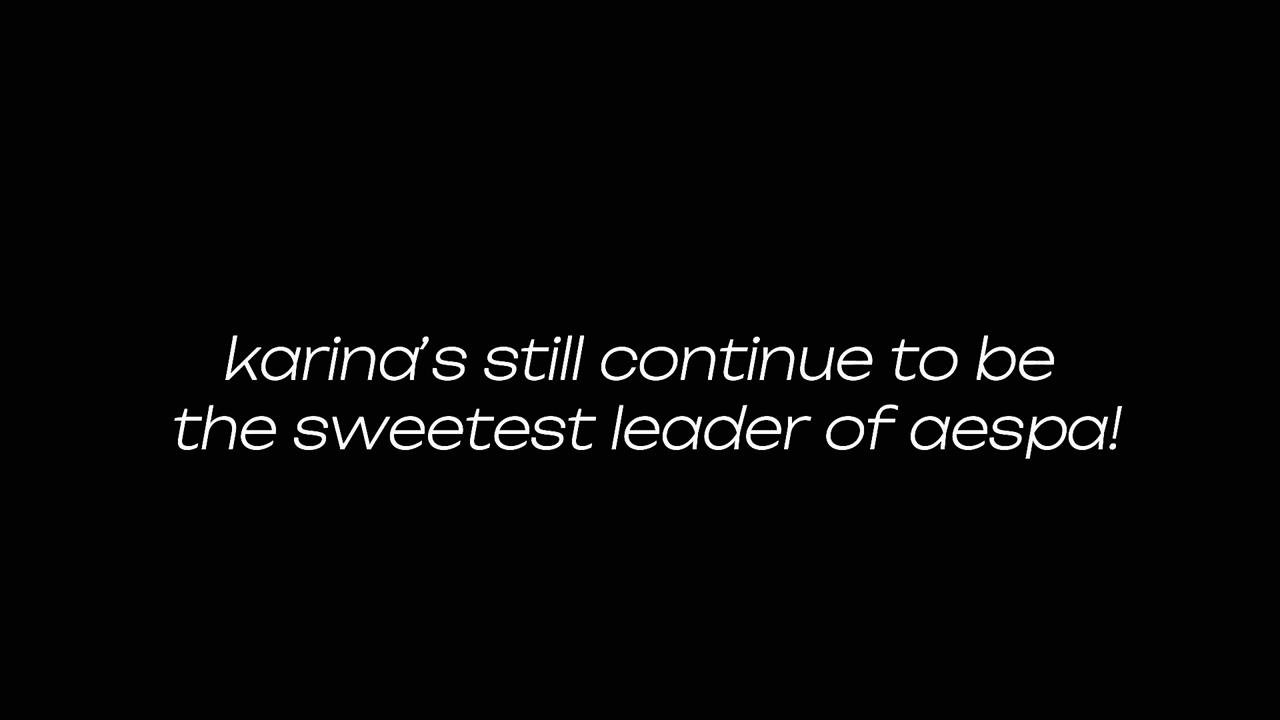 karina's still continue to be
the sweetest leader of aespa!